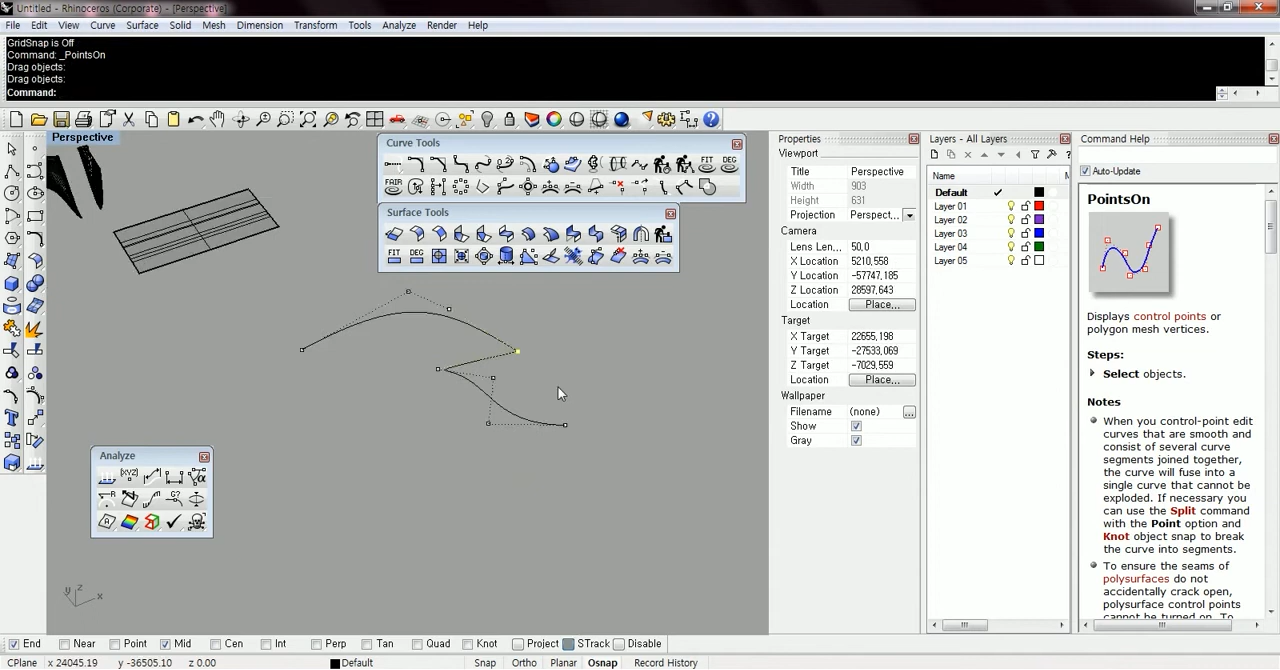 Untitled - Rhinoceros (Corporate) - [Perspective]
File Edit View Curve Surface Solid Mesh Dimension Transform Tools Analyze Render Help
GridSnap is Off
Command: _PointsOn
Drag objects:
Drag objects:
Command:
Perspective
Curve Tools
FIT DEG
FAIR
Surface Tools
FIT DEG
Analyze
Properties
Viewport
Title Perspective
Width 903
Height 631
Projection Perspect...
Camera
Lens Len... 50,0
X Location 5210,558
Y Location -57747,185
Z Location 28597,643
Location Place...
Target
X Target 22655,198
Y Target -27533,069
Z Target -7029,559
Location Place...
Wallpaper
Filename (none) ...
Show
Gray
Layers - All Layers
Name M
Default
Layer 01
Layer 02
Layer 03
Layer 04
Layer 05
Command Help
Auto-Update
PointsOn
Displays control points or
polygon mesh vertices.
Steps:
Select objects.
Notes
When you control-point edit
curves that are smooth and
consist of several curve
segments joined together,
the curve will fuse into a
single curve that cannot be
exploded. If necessary you
can use the Split command
with the Point option and
Knot object snap to break
the curve into segments.
To ensure the seams of
polysurfaces do not
accidentally crack open,
polysurface control points
cannot be turned on. To
z
y
x
End Near Point Mid Cen Int Perp Tan Quad Knot Project STrack Disable
CPlane x 24045.19 y -36505.10 z 0.00 Default Snap Ortho Planar Osnap Record History